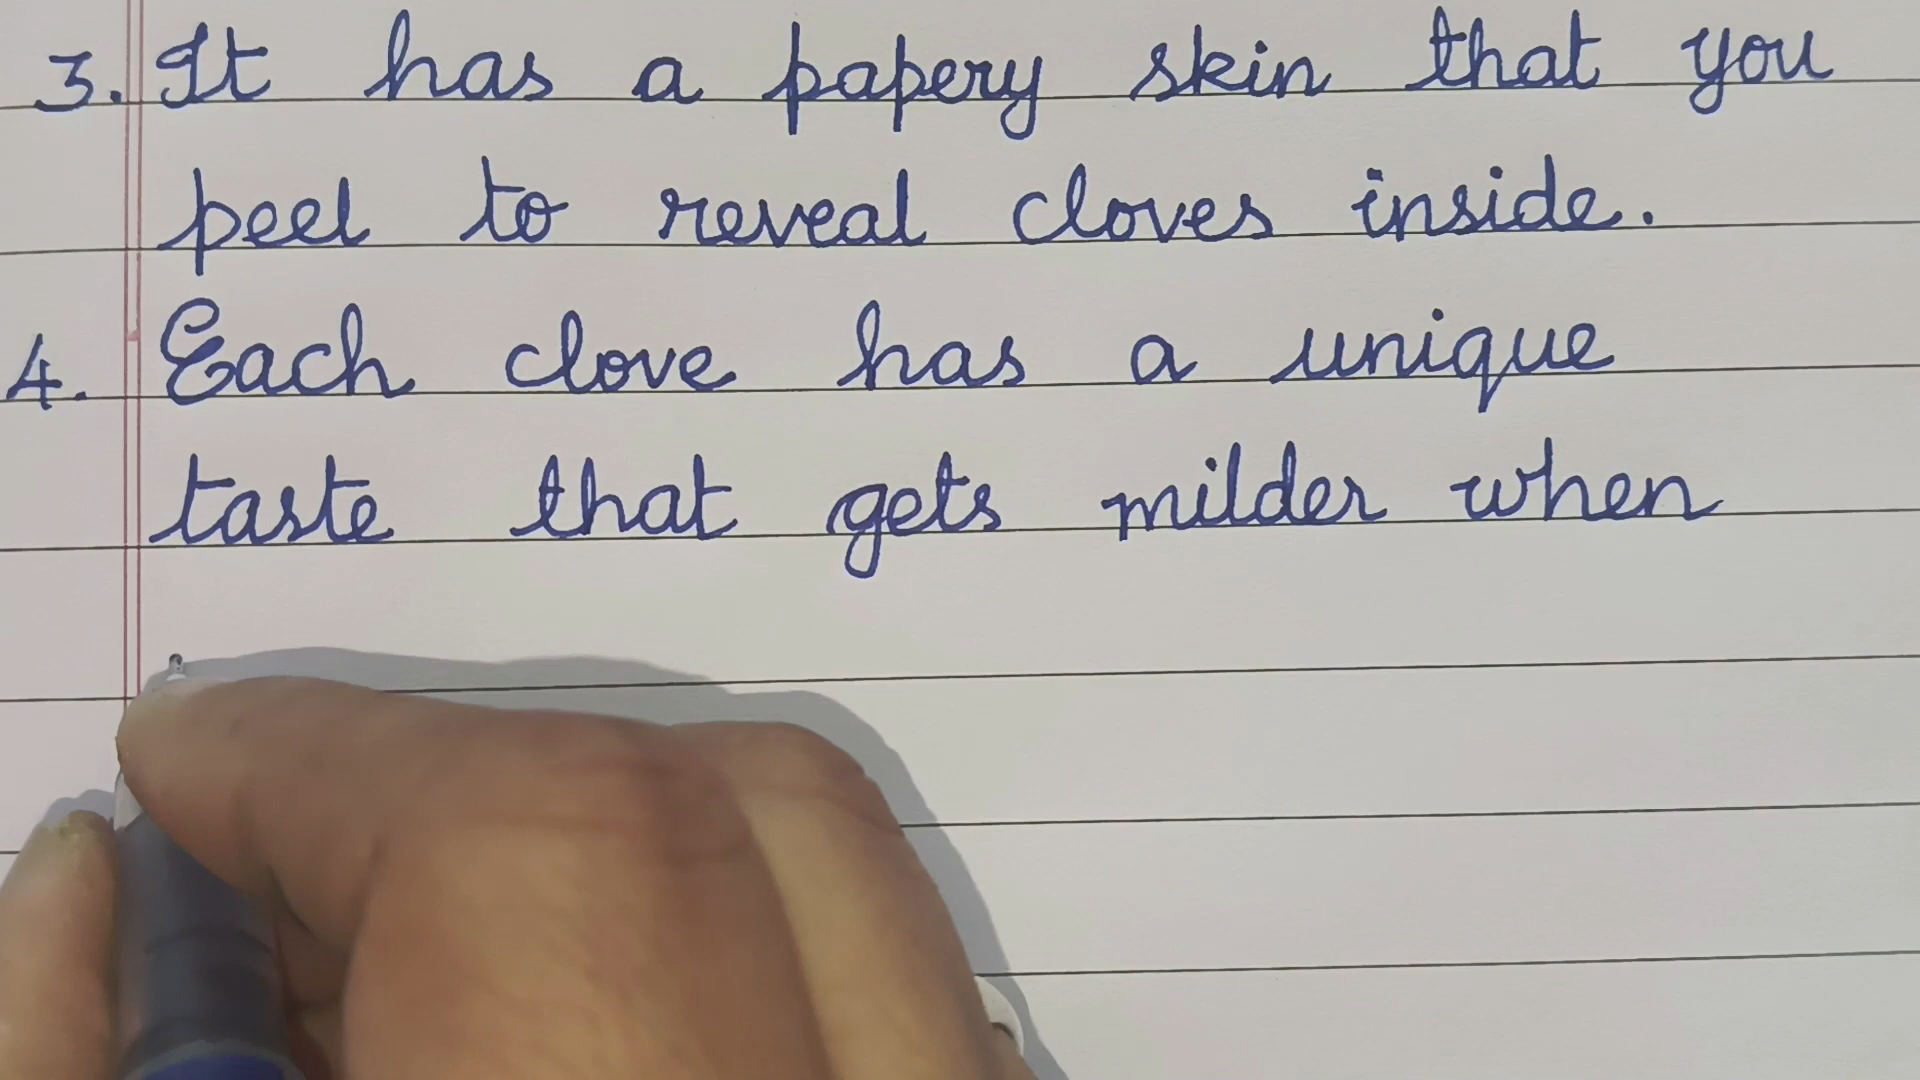 3. It has a papery skin that you
peel to reveal cloves inside.
4. Each clove has a unique
taste that gets milder when